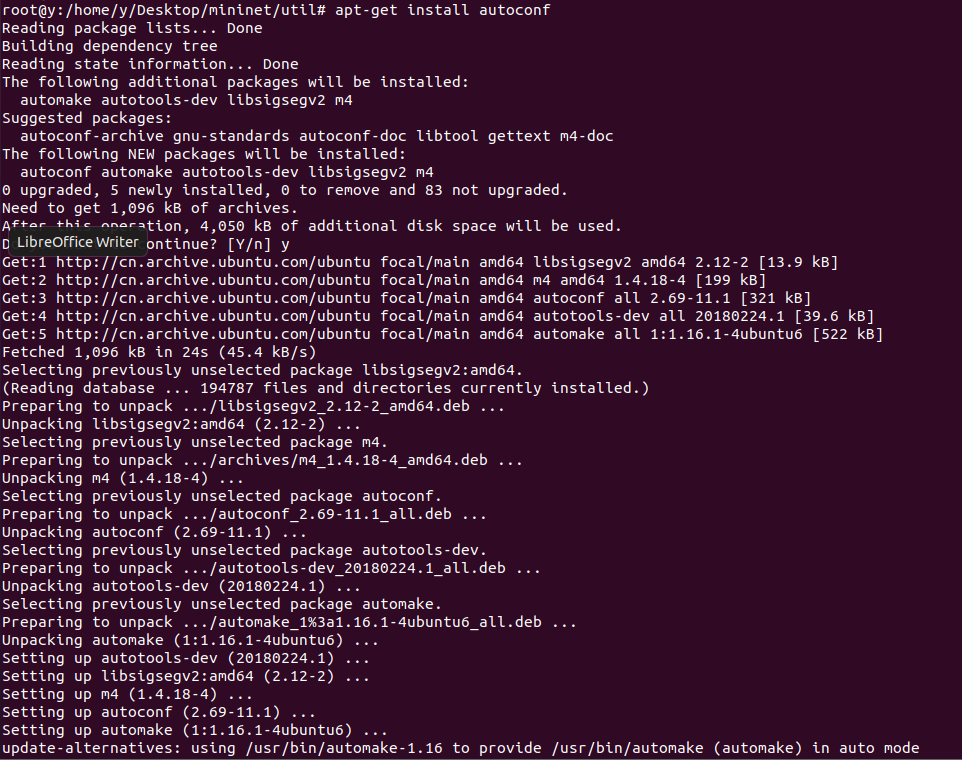 root@y:/home/y/Desktop/mininet/util# apt-get install autoconf
Reading package lists... Done
Building dependency tree
Reading state information... Done
The following additional packages will be installed:
  automake autotools-dev libsigsegv2 m4
Suggested packages:
  autoconf-archive gnu-standards autoconf-doc libtool gettext m4-doc
The following NEW packages will be installed:
  autoconf automake autotools-dev libsigsegv2 m4
0 upgraded, 5 newly installed, 0 to remove and 83 not upgraded.
Need to get 1,096 kB of archives.
After this operation, 4,050 kB of additional disk space will be used.
D LibreOffice Writer ontinue? [Y/n] y
Get:1 http://cn.archive.ubuntu.com/ubuntu focal/main amd64 libsigsegv2 amd64 2.12-2 [13.9 kB]
Get:2 http://cn.archive.ubuntu.com/ubuntu focal/main amd64 m4 amd64 1.4.18-4 [199 kB]
Get:3 http://cn.archive.ubuntu.com/ubuntu focal/main amd64 autoconf all 2.69-11.1 [321 kB]
Get:4 http://cn.archive.ubuntu.com/ubuntu focal/main amd64 autotools-dev all 20180224.1 [39.6 kB]
Get:5 http://cn.archive.ubuntu.com/ubuntu focal/main amd64 automake all 1:1.16.1-4ubuntu6 [522 kB]
Fetched 1,096 kB in 24s (45.4 kB/s)
Selecting previously unselected package libsigsegv2:amd64.
(Reading database ... 194787 files and directories currently installed.)
Preparing to unpack .../libsigsegv2_2.12-2_amd64.deb ...
Unpacking libsigsegv2:amd64 (2.12-2) ...
Selecting previously unselected package m4.
Preparing to unpack .../archives/m4_1.4.18-4_amd64.deb ...
Unpacking m4 (1.4.18-4) ...
Selecting previously unselected package autoconf.
Preparing to unpack .../autoconf_2.69-11.1_all.deb ...
Unpacking autoconf (2.69-11.1) ...
Selecting previously unselected package autotools-dev.
Preparing to unpack .../autotools-dev_20180224.1_all.deb ...
Unpacking autotools-dev (20180224.1) ...
Selecting previously unselected package automake.
Preparing to unpack .../automake_1%3a1.16.1-4ubuntu6_all.deb ...
Unpacking automake (1:1.16.1-4ubuntu6) ...
Setting up autotools-dev (20180224.1) ...
Setting up libsigsegv2:amd64 (2.12-2) ...
Setting up m4 (1.4.18-4) ...
Setting up autoconf (2.69-11.1) ...
Setting up automake (1:1.16.1-4ubuntu6) ...
update-alternatives: using /usr/bin/automake-1.16 to provide /usr/bin/automake (automake) in auto mode